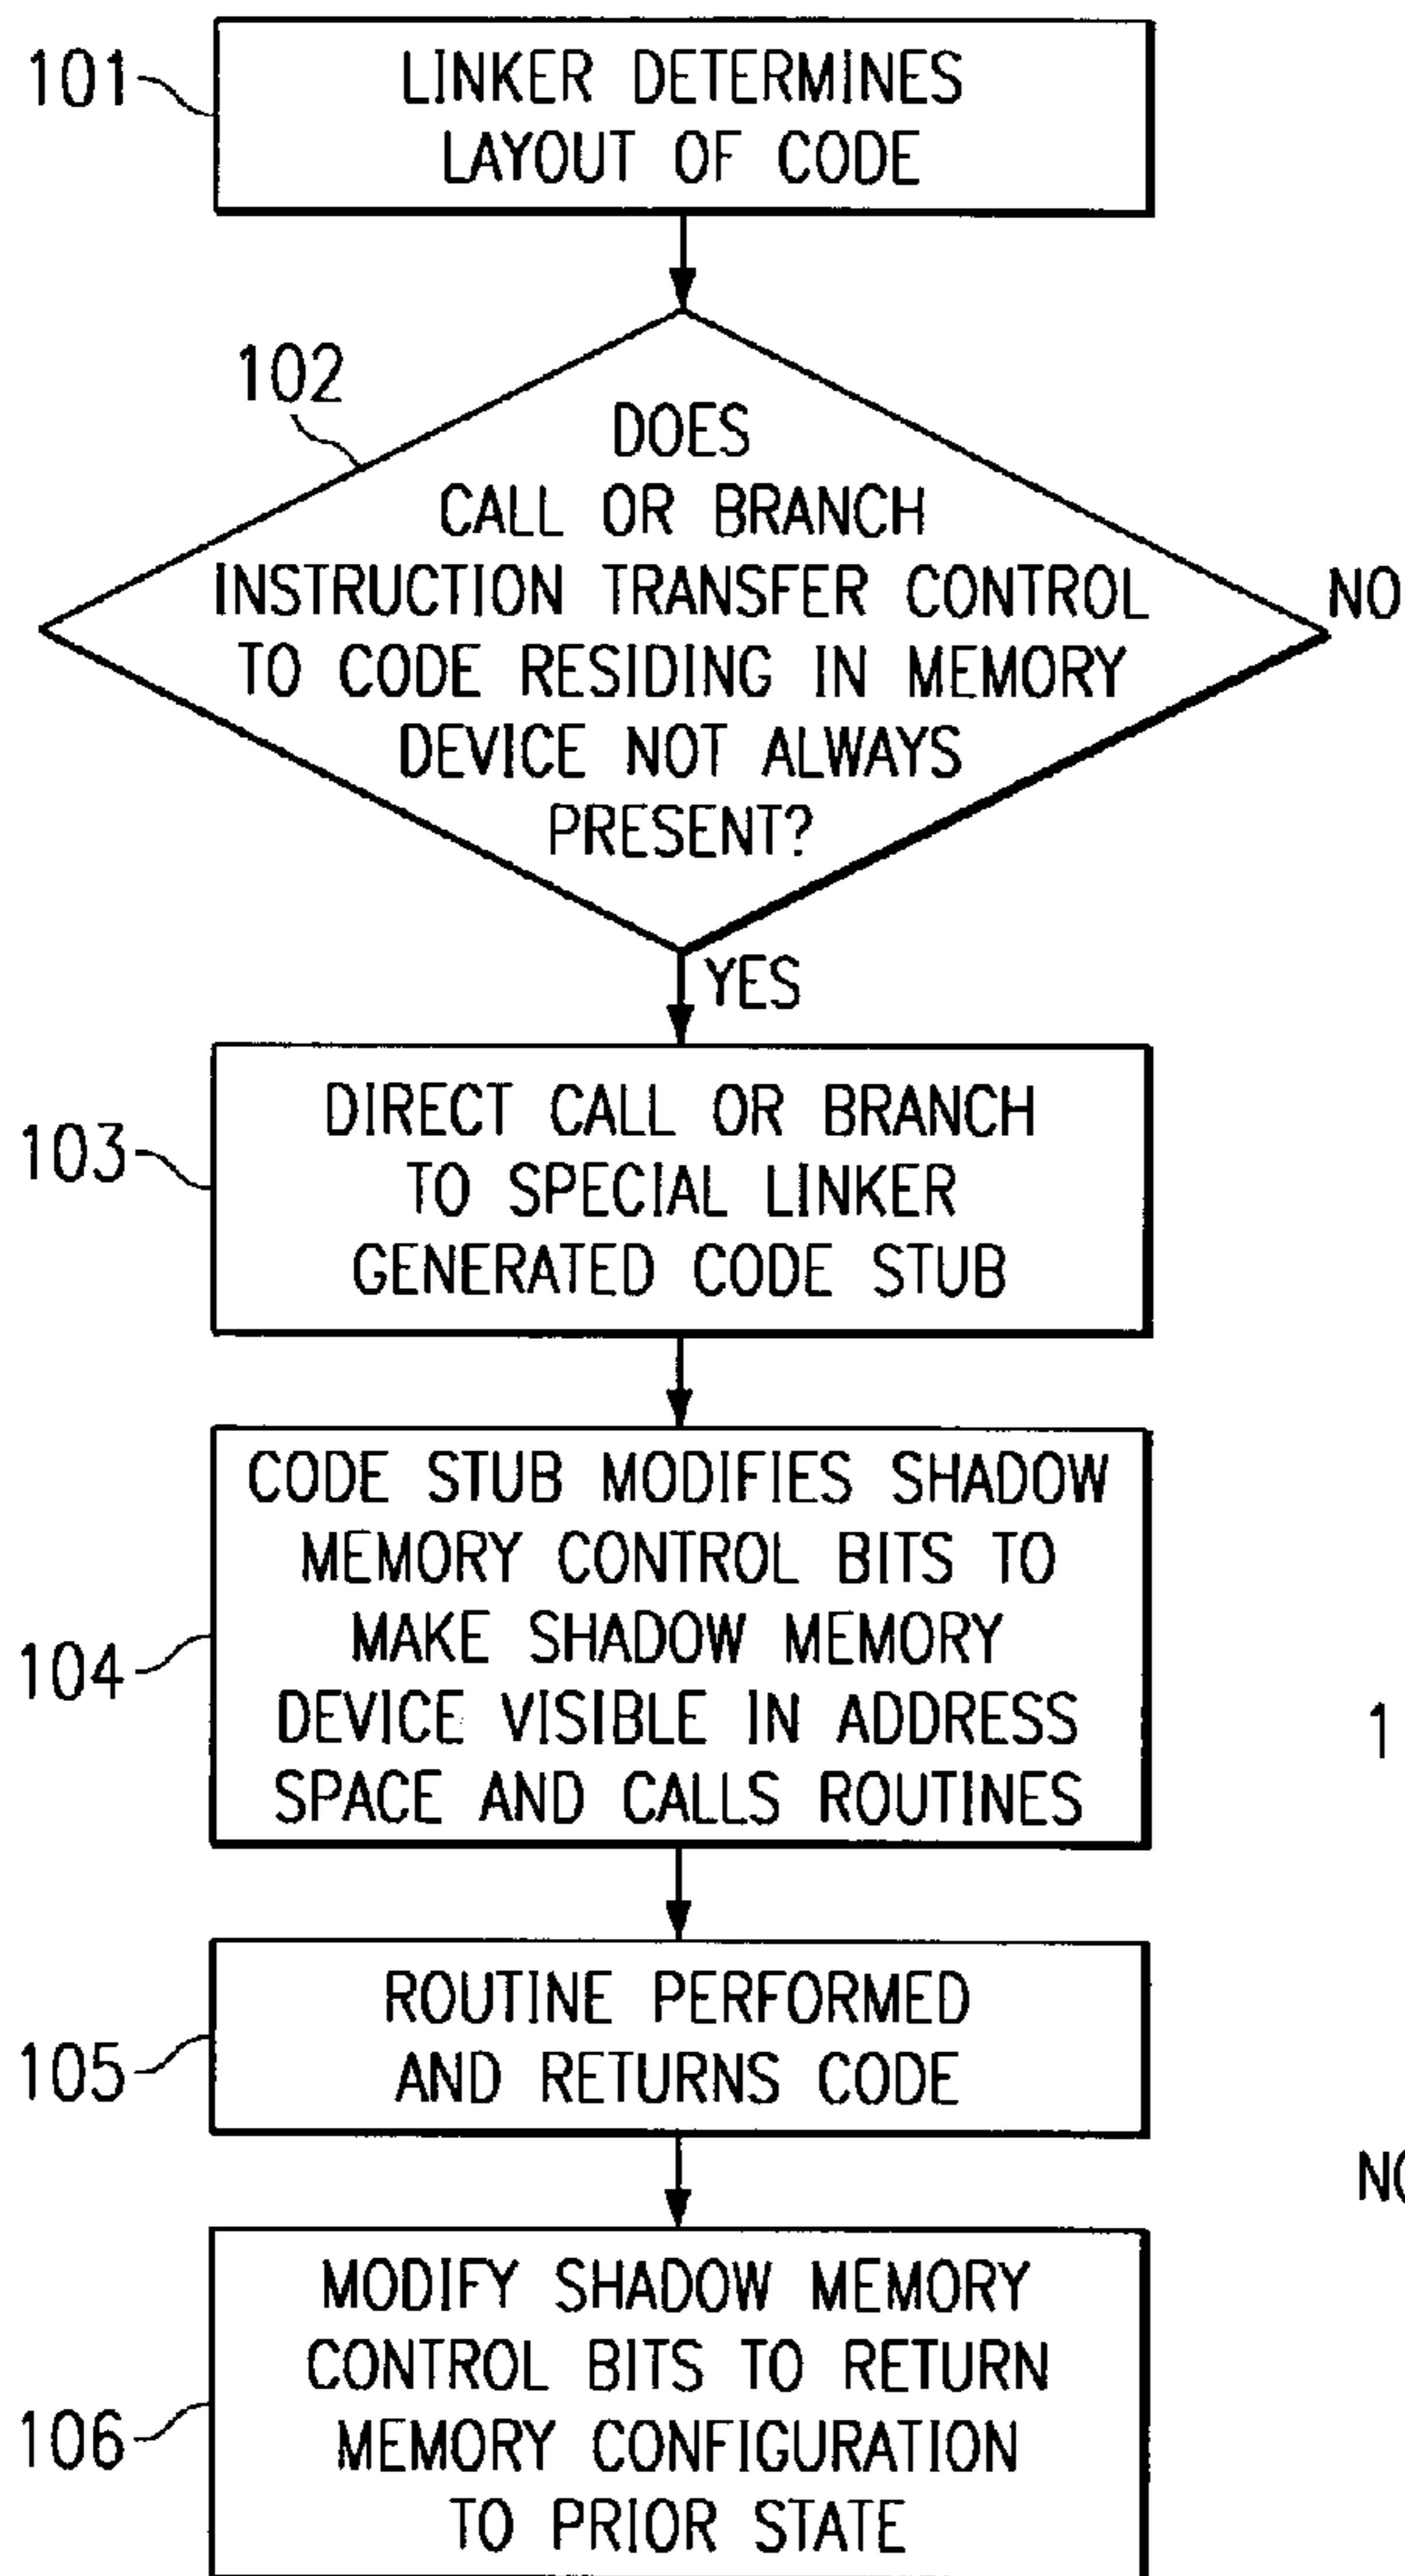 101
LINKER DETERMINES
LAYOUT OF CODE
102
DOES
CALL OR BRANCH
INSTRUCTION TRANSFER CONTROL
TO CODE RESIDING IN MEMORY
DEVICE NOT ALWAYS
PRESENT?
NO
YES
103
DIRECT CALL OR BRANCH
TO SPECIAL LINKER
GENERATED CODE STUB
104
CODE STUB MODIFIES SHADOW
MEMORY CONTROL BITS TO
MAKE SHADOW MEMORY
DEVICE VISIBLE IN ADDRESS
SPACE AND CALLS ROUTINES
1
105
ROUTINE PERFORMED
AND RETURNS CODE
106
MODIFY SHADOW MEMORY
CONTROL BITS TO RETURN
MEMORY CONFIGURATION
TO PRIOR STATE